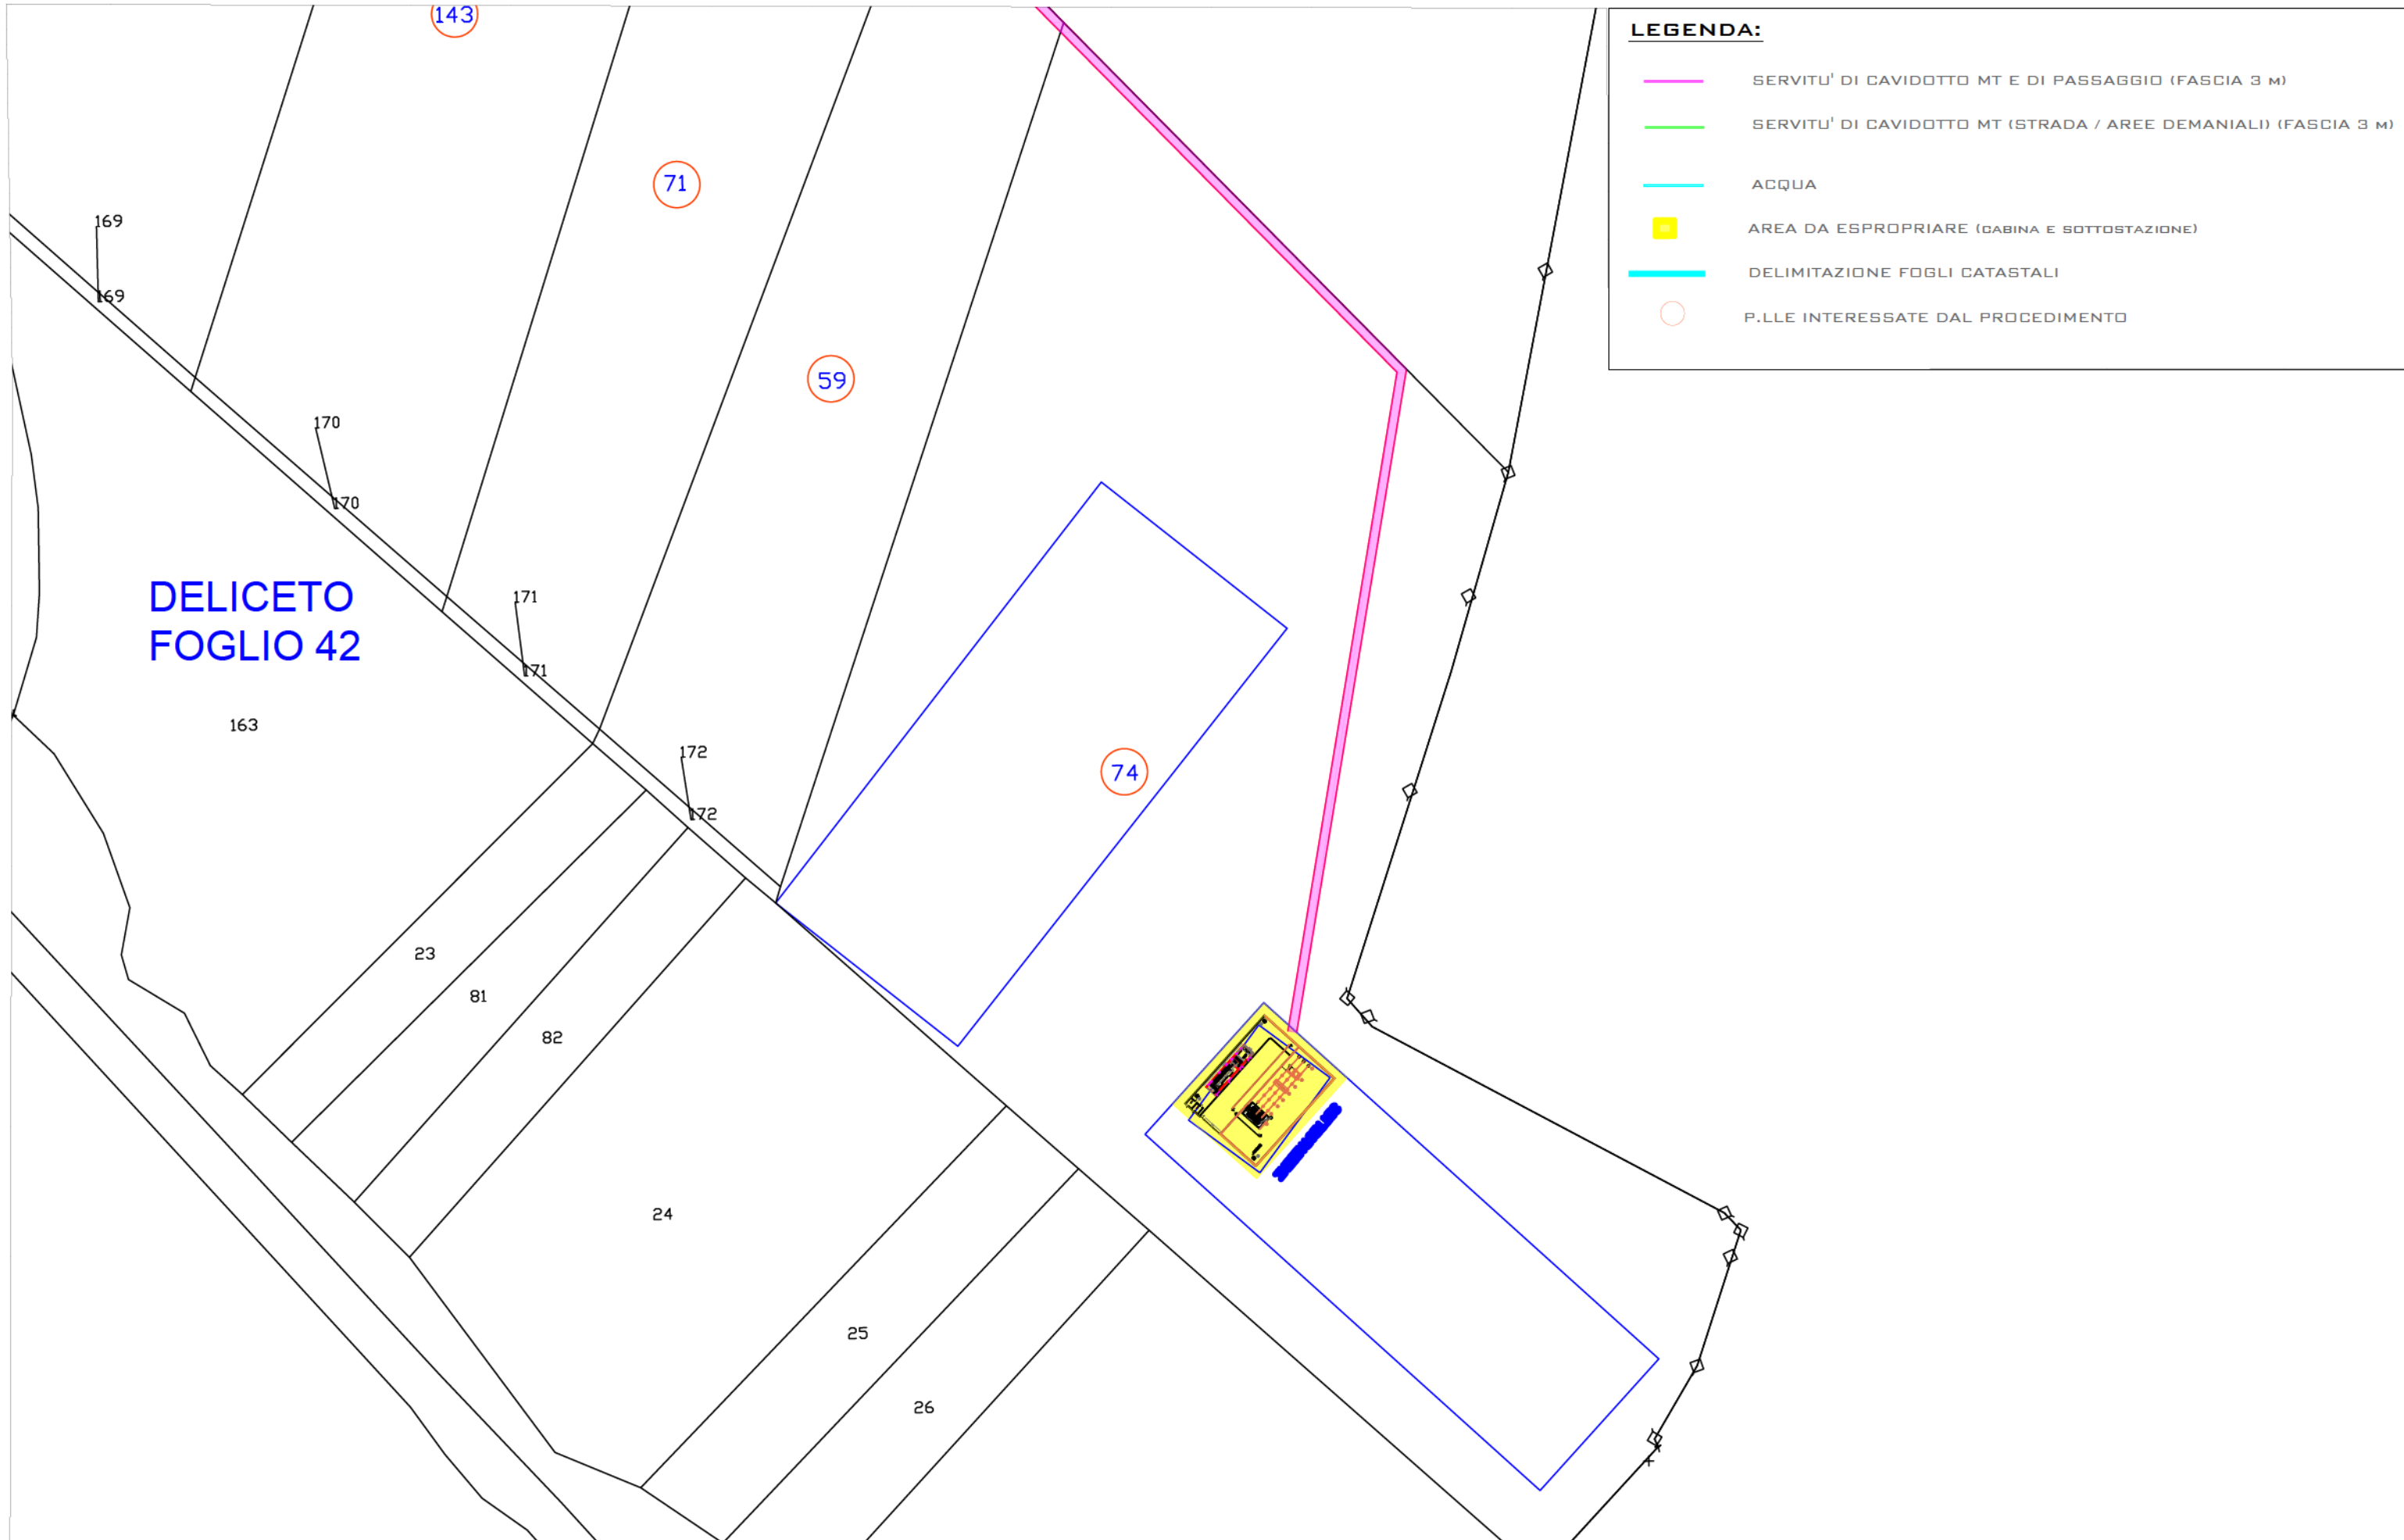 143
LEGENDA:
SERVITU' DI CAVIDOTTO MT E DI PASSAGGIO (FASCIA 3 M)
SERVITU' DI CAVIDOTTO MT (STRADA / AREE DEMANIALI) (FASCIA 3 M)
ACQUA
AREA DA ESPROPRIARE (CABINA E SOTTOSTAZIONE)
DELIMITAZIONE FOGLI CATASTALI
P.LLE INTERESSATE DAL PROCEDIMENTO
71
169
169
59
170
170
DELICETO
FOGLIO 42
171
171
163
172
74
172
23
81
82
24
25
26